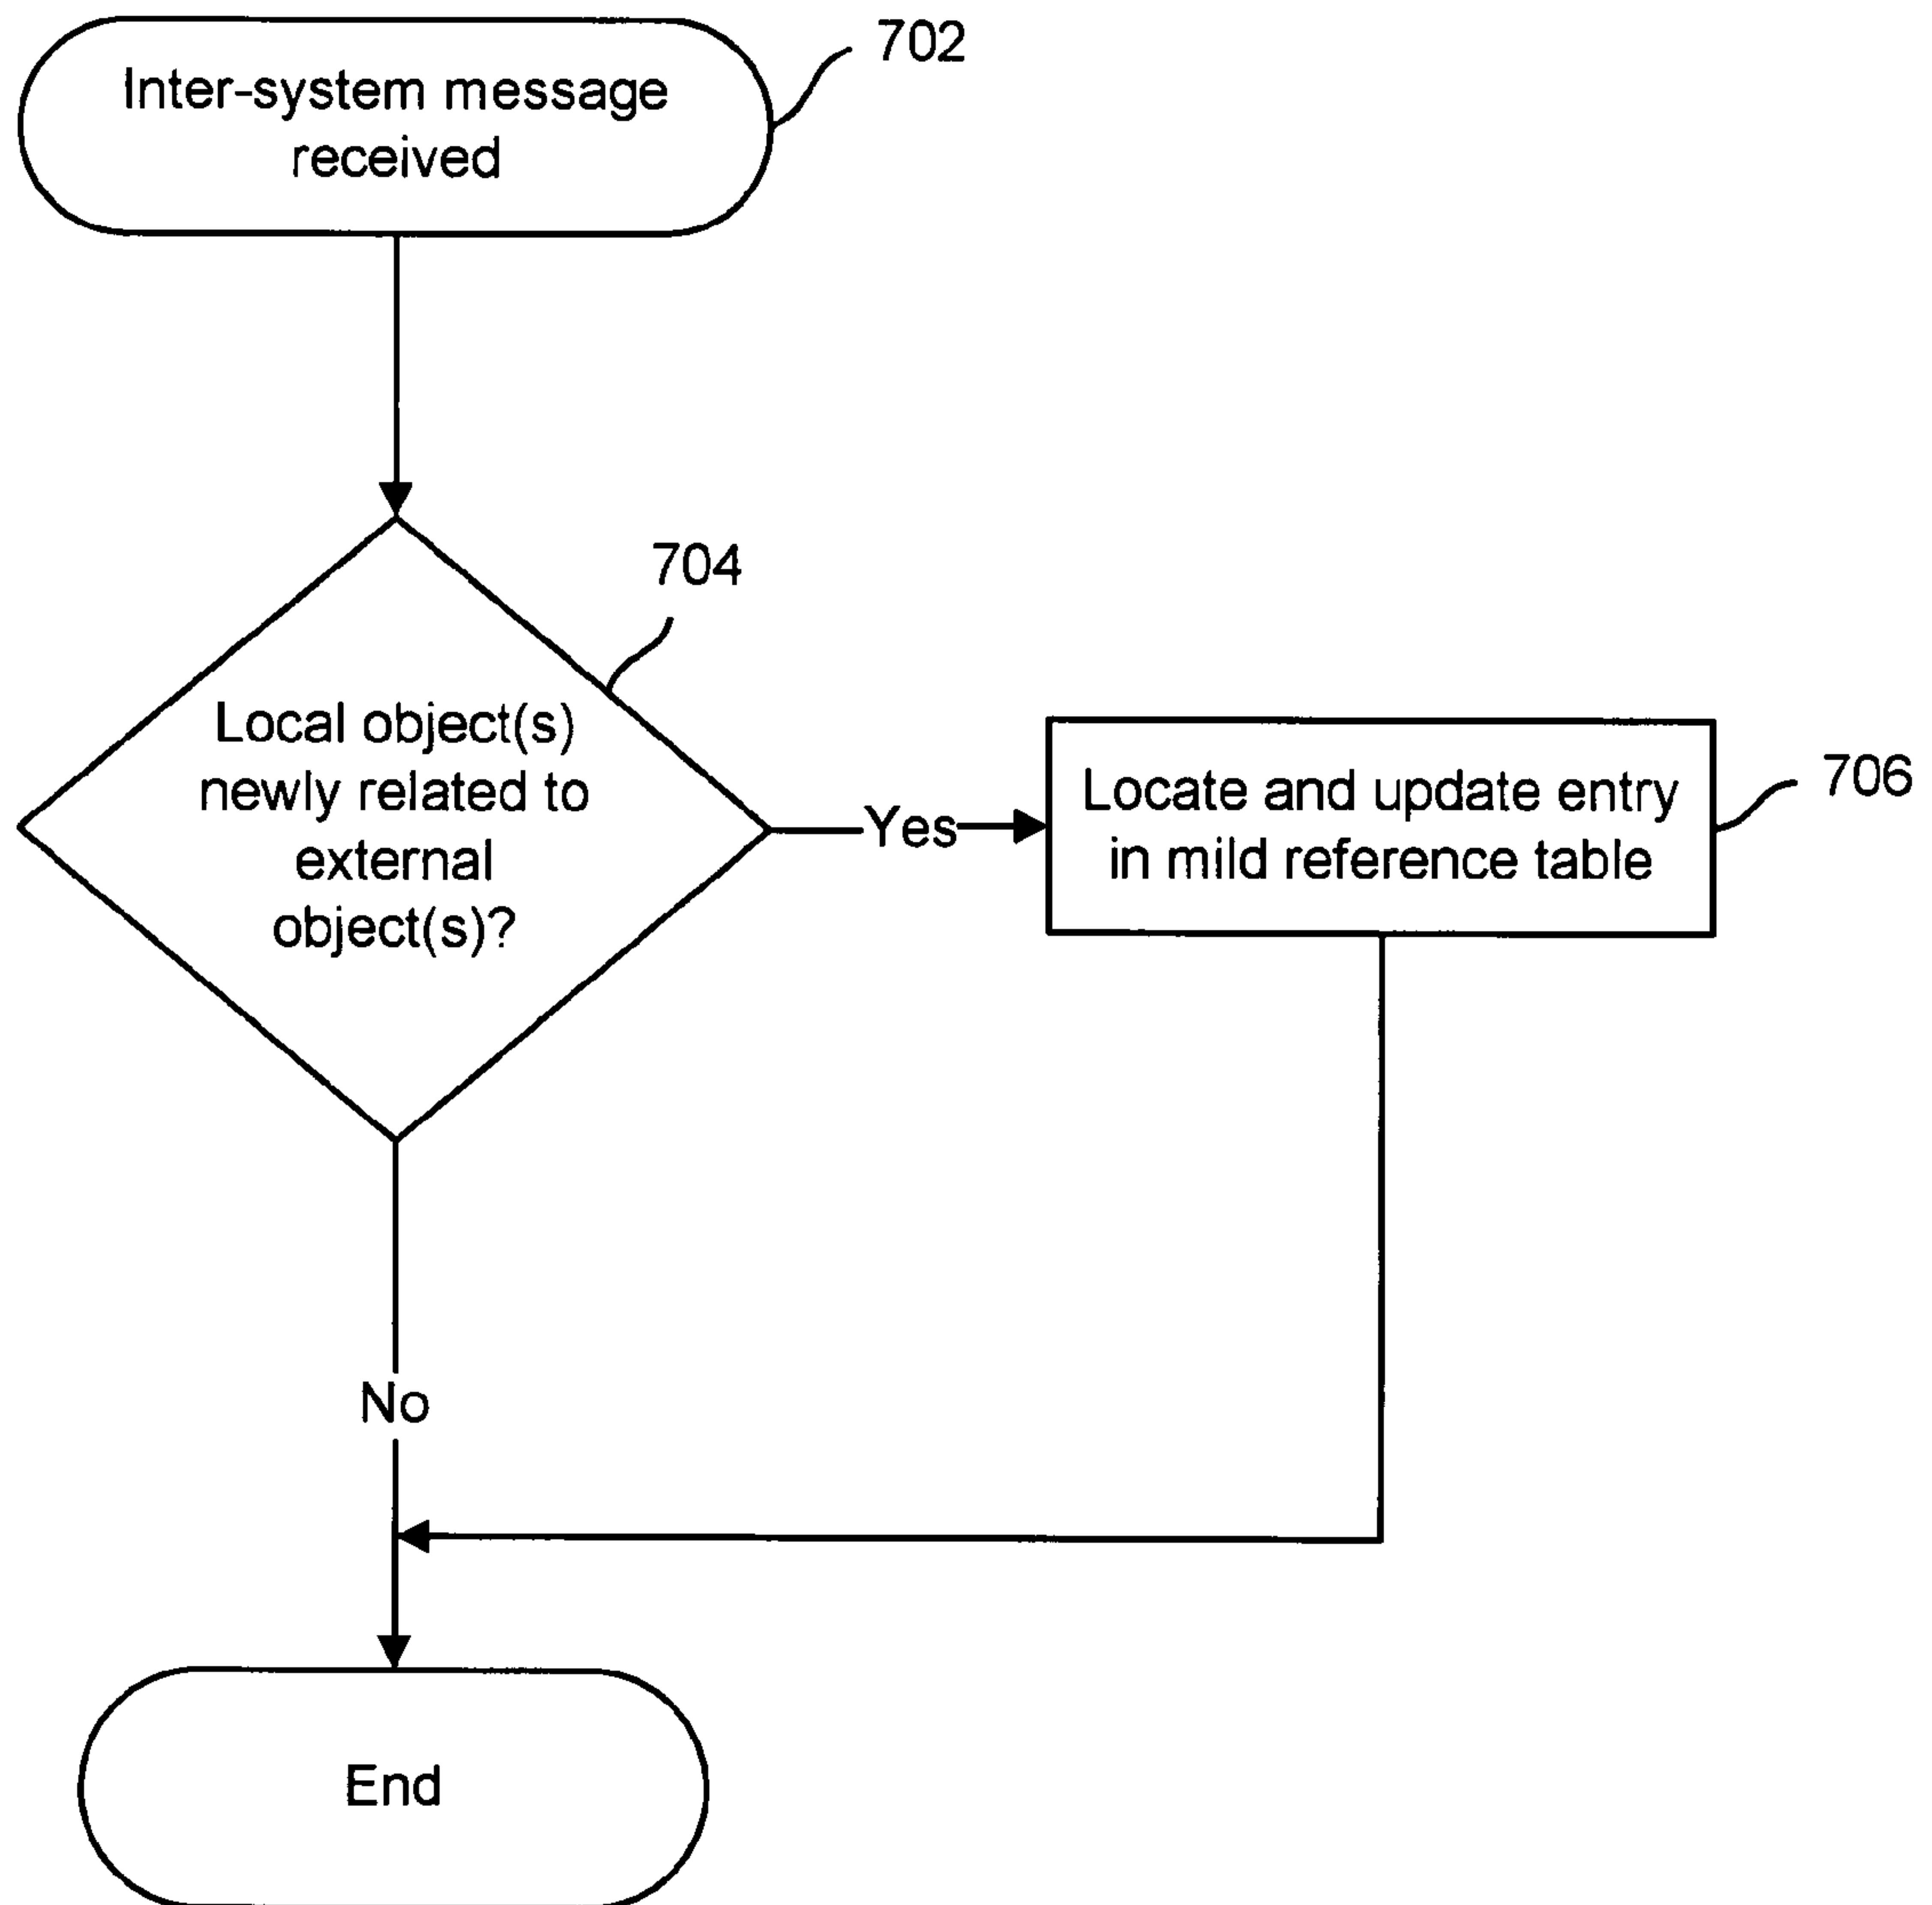 702
Inter-system message
received
704
Local object(s)
newly related to
external
object(s)?
Yes
Locate and update entry
in mild reference table
706
No
End